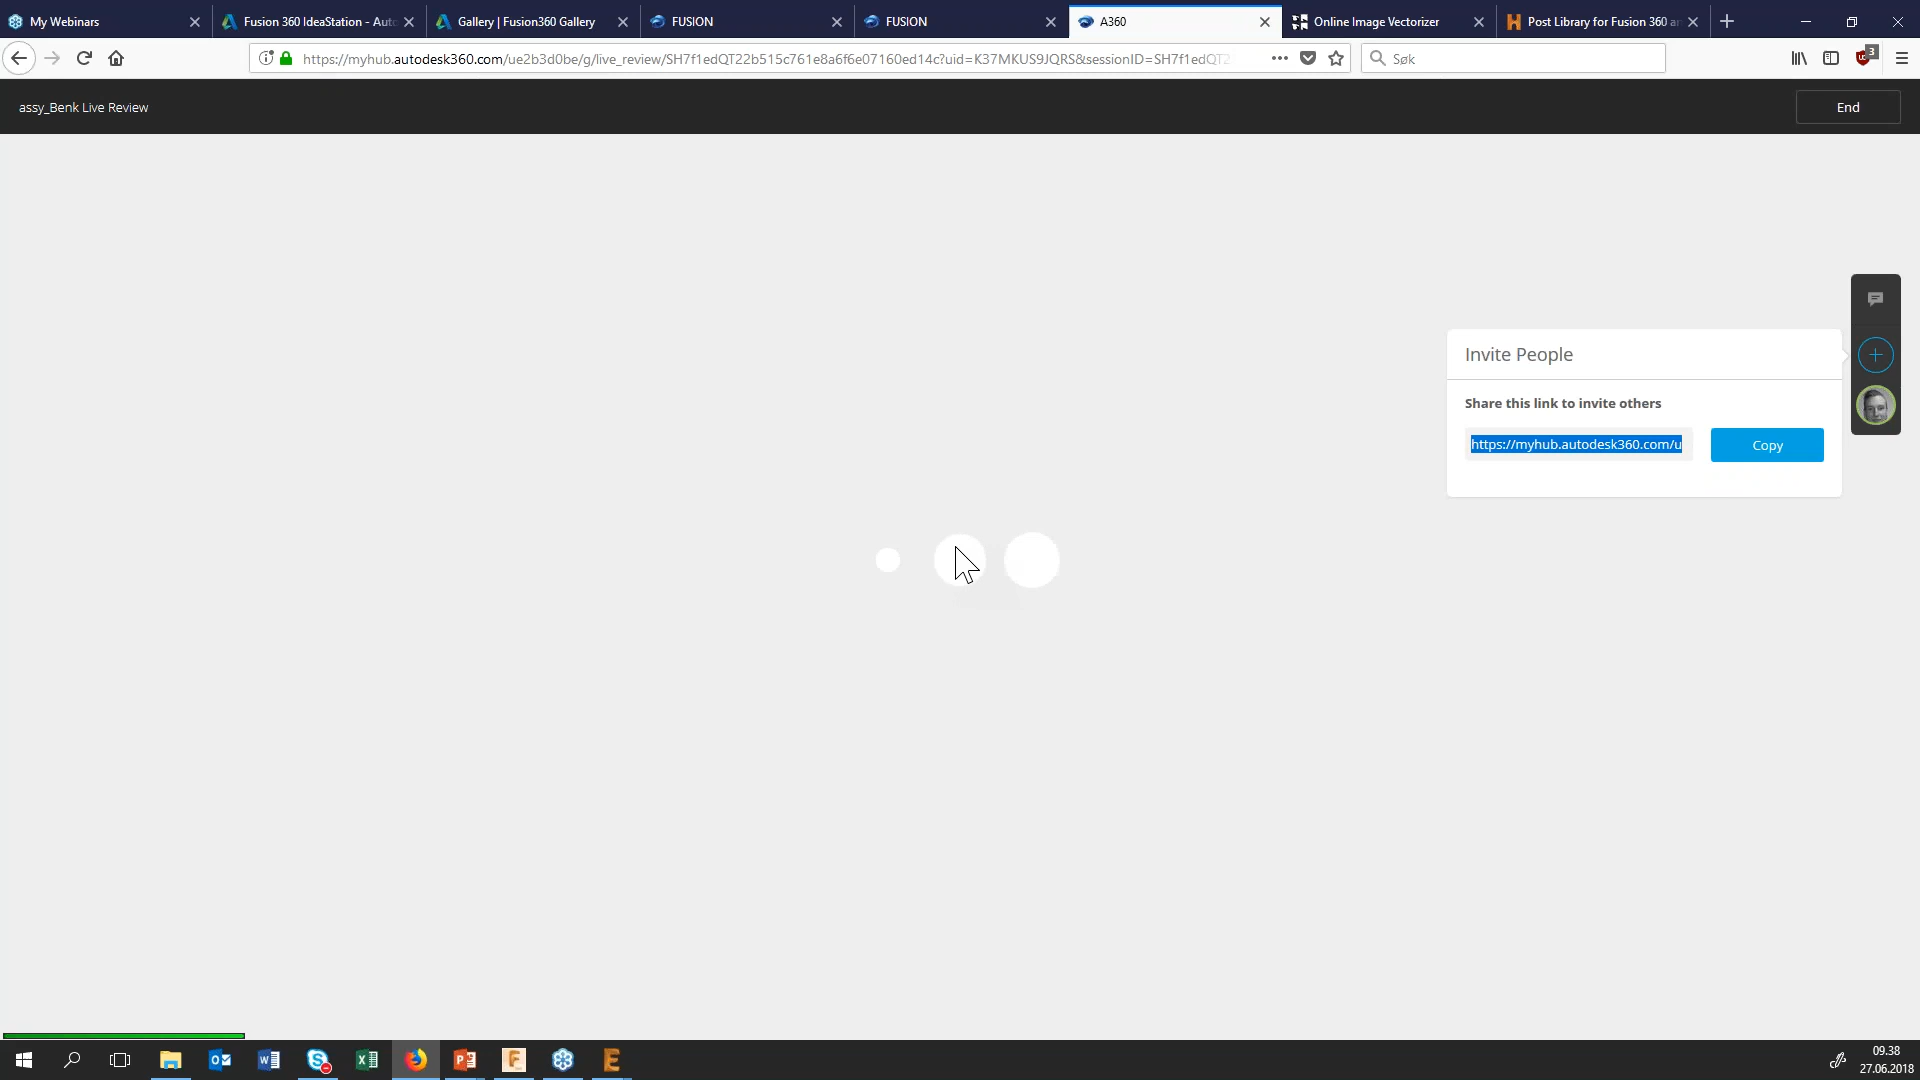 My Webinars
Fusion 360 IdeaStation - Auto
Gallery | Fusion360 Gallery
FUSION
FUSION
A360
Online Image Vectorizer
Post Library for Fusion 360 a
https://myhub.autodesk360.com/ue2b3d0be/g/live_review/SH7f1edQT22b515c761e8a6f6e07160ed14c?uid=K37MKUS9JQRS&sessionID=SH7f1edQT2
Søk
3
assy_Benk Live Review
End
Invite People
Share this link to invite others
https://myhub.autodesk360.com/u
Copy
09.38
27.06.2018